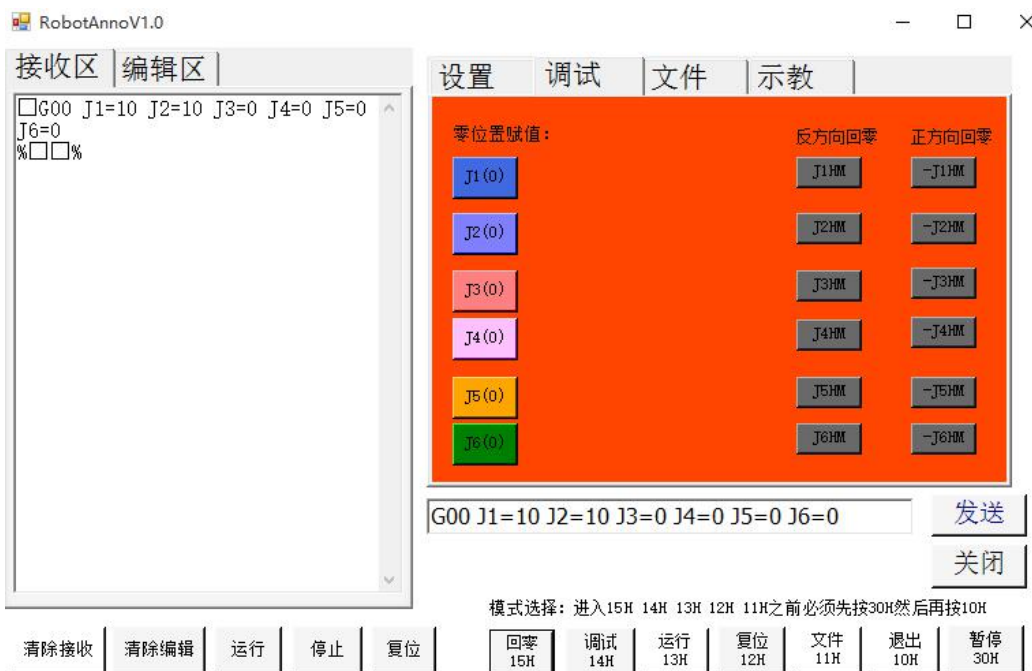 RobotAnnoV1.0
接收区 编辑区
□G00 J1=10 J2=10 J3=0 J4=0 J5=0
J6=0
%□□%
设置 调试 文件 示教
零位置赋值: 反方向回零 正方向回零
J1(0) J1HM -J1HM
J2(0) J2HM -J2HM
J3(0) J3HM -J3HM
J4(0) J4HM -J4HM
J5(0) J5HM -J5HM
J6(0) J6HM -J6HM
G00 J1=10 J2=10 J3=0 J4=0 J5=0 J6=0 发送
关闭
模式选择: 进入15H 14H 13H 12H 11H之前必须先按30H然后再按10H
清除接收 清除编辑 运行 停止 复位
回零 调试 运行 复位 文件 退出 暂停
15H 14H 13H 12H 11H 10H 30H